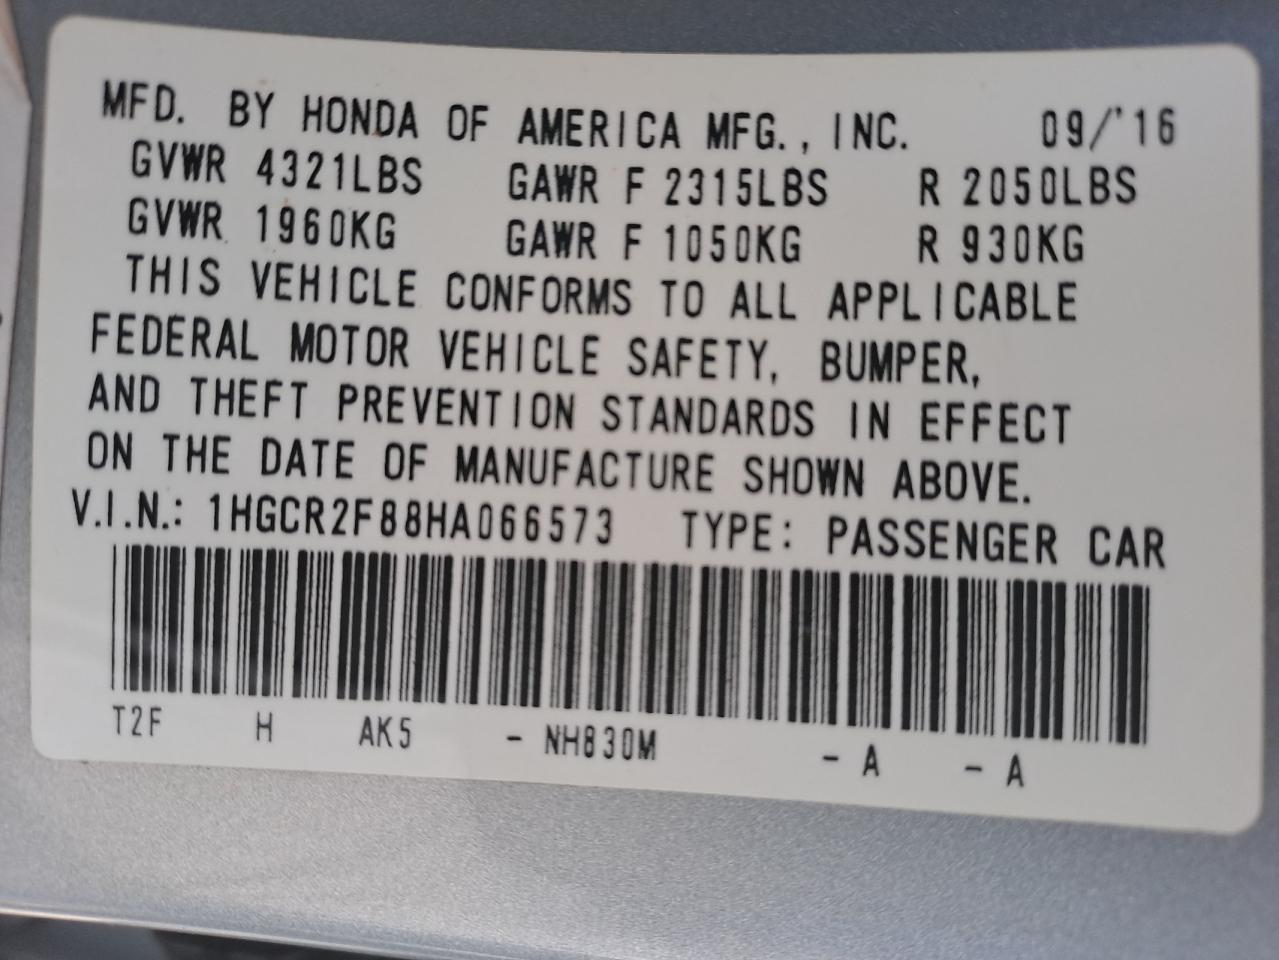 MFD. BY HONDA OF AMERICA MFG., INC. 09/'16
GVWR 4321LBS GAWR F 2315LBS R 2050LBS
GVWR 1960KG GAWR F 1050KG R 930KG
THIS VEHICLE CONFORMS TO ALL APPLICABLE
FEDERAL MOTOR VEHICLE SAFETY, BUMPER,
AND THEFT PREVENTION STANDARDS IN EFFECT
ON THE DATE OF MANUFACTURE SHOWN ABOVE.
V.I.N.: 1HGCR2F88HA066573 TYPE: PASSENGER CAR
T2F H AK5 - NH830M - A - A